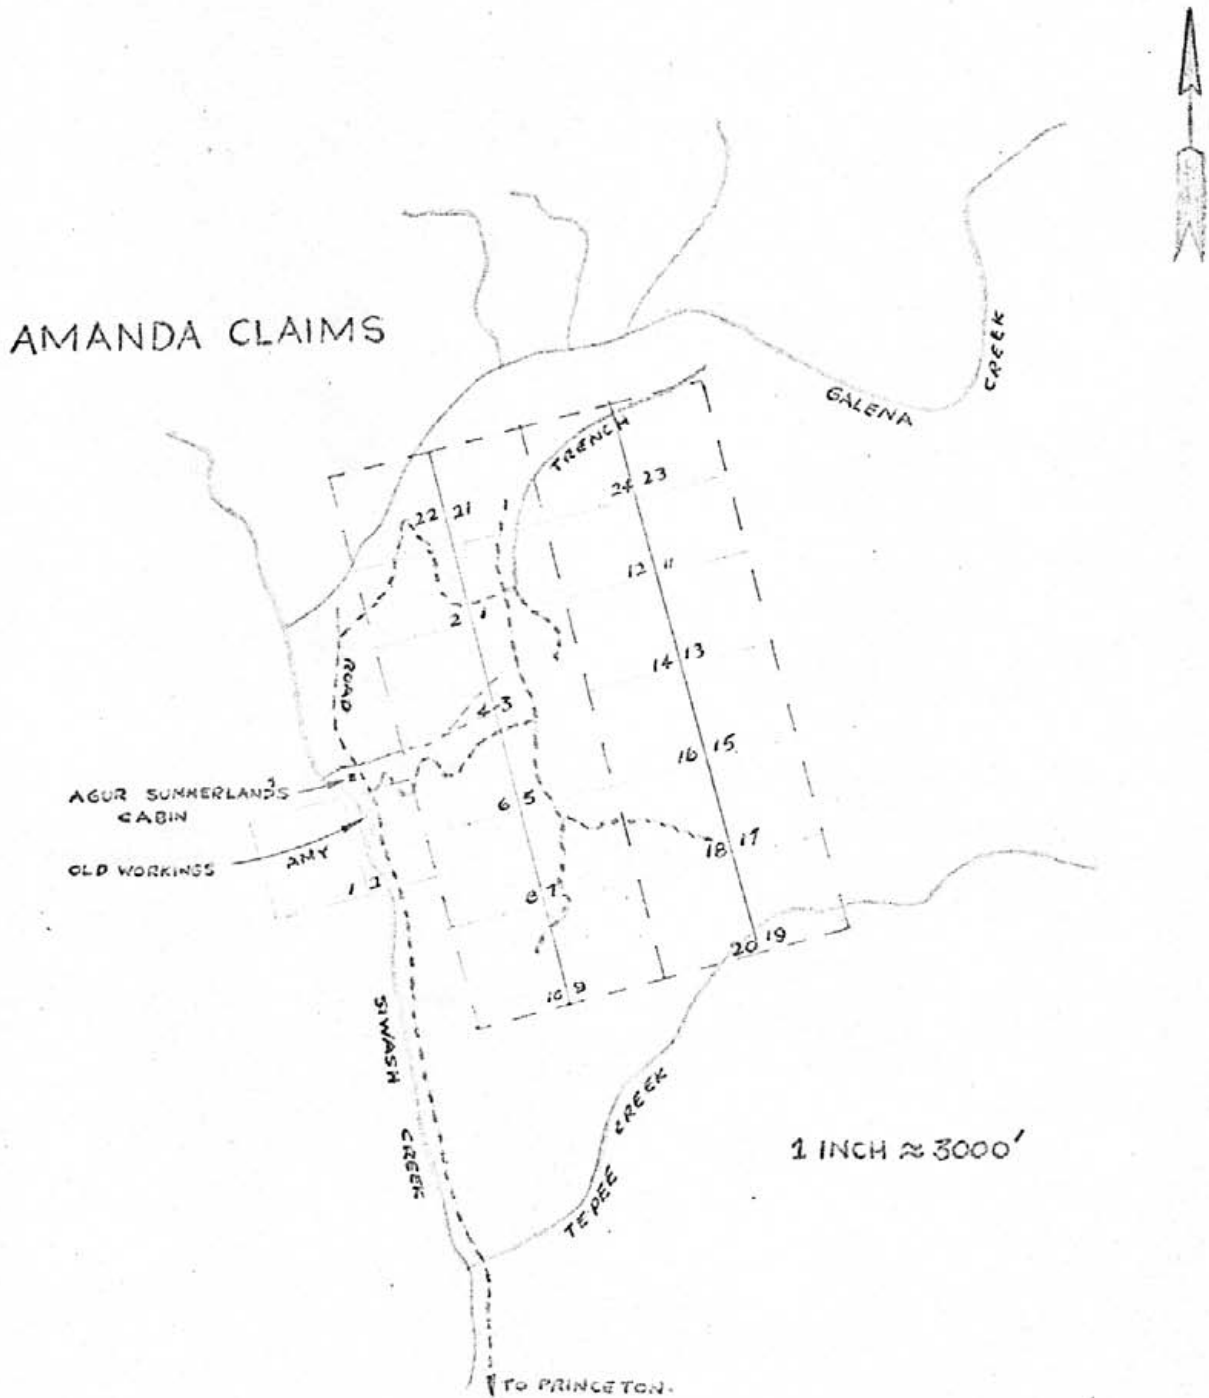 AMANDA CLAIMS
GALENA
CREEK
TRENCH
24 23
22 21
1
12 11
2 1
14 13
ROAD
4 3
16 15
AGUR SUMMERLAND'S
CABIN
6 5
18 17
OLD WORKINGS
AMY
1 2
8 7
20 19
10 9
SIWASH
CREEK
TEPEE
CREEK
1 INCH ≈ 3000'
TO PRINCETON.